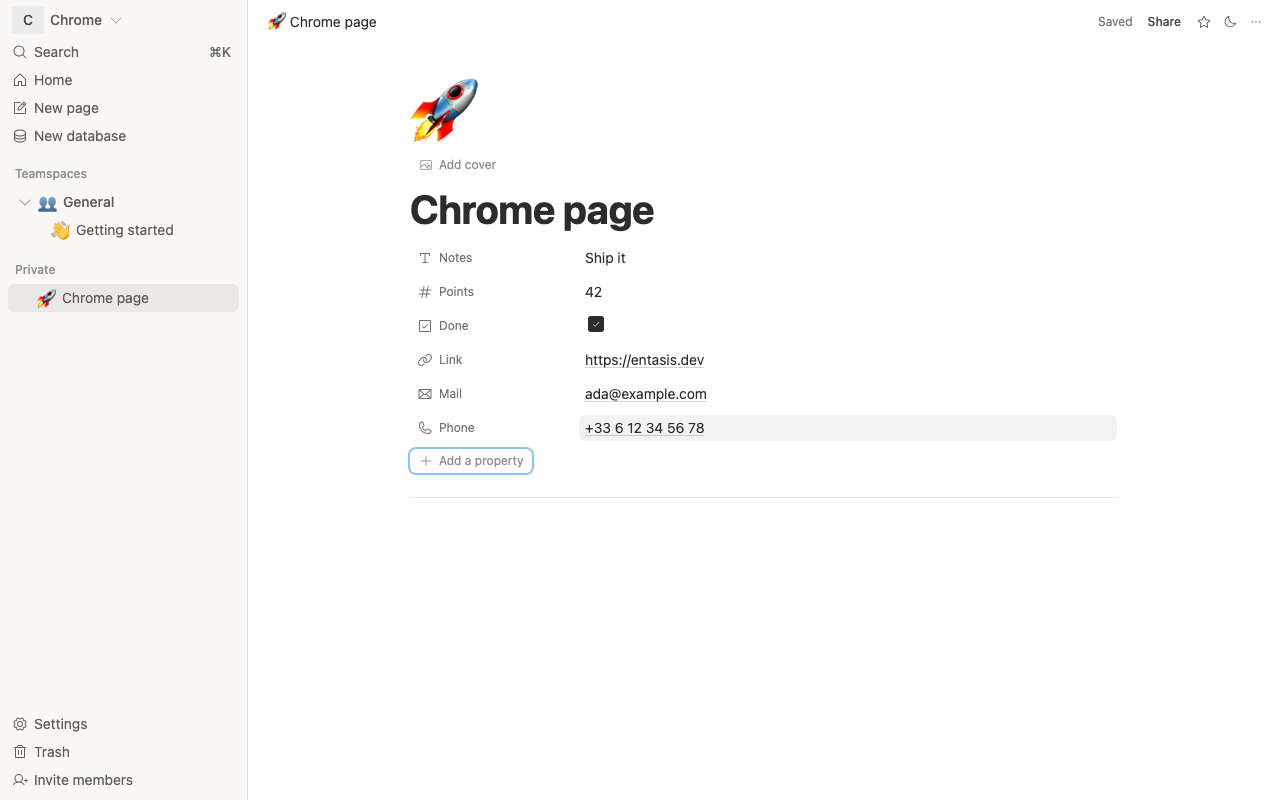 C Chrome
Search ⌘K
Home
New page
New database
Teamspaces
General
Getting started
Private
Chrome page
Settings
Trash
Invite members
Chrome page
Saved Share
Add cover
Chrome page
Notes Ship it
Points 42
Done
Link https://entasis.dev
Mail ada@example.com
Phone +33 6 12 34 56 78
Add a property